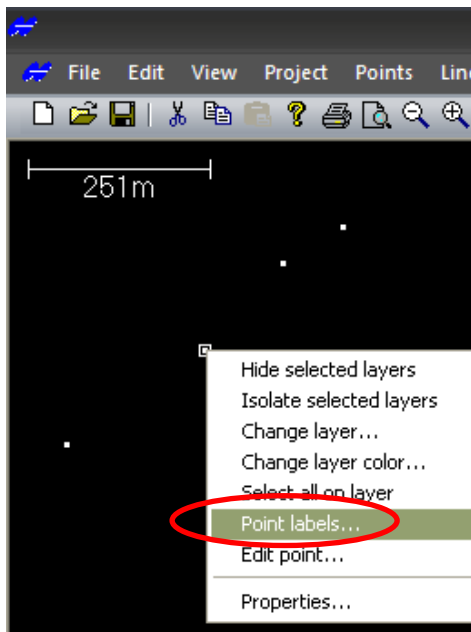 File Edit View Project Points Line
251m
Hide selected layers
Isolate selected layers
Change layer...
Change layer color...
Select all on layer
Point labels...
Edit point...
Properties...